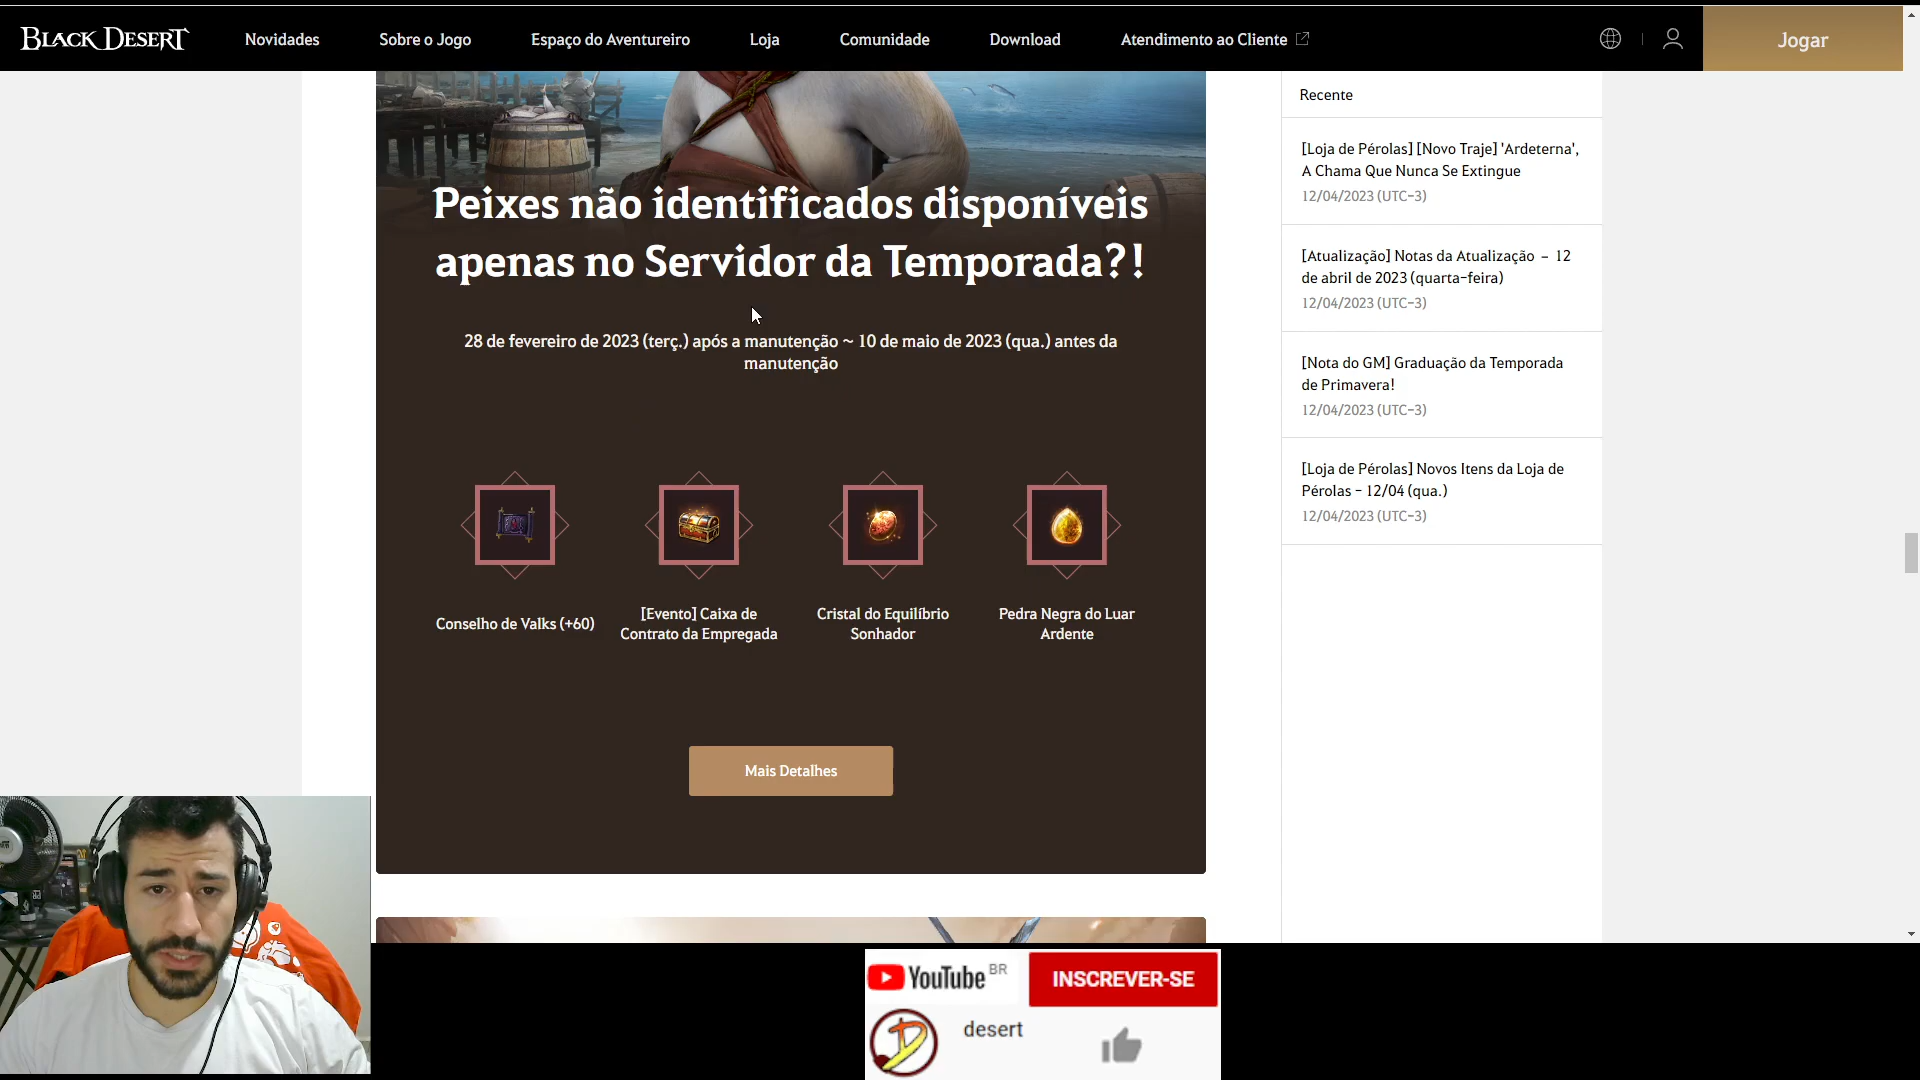 BLACK DESERT
Novidades
Sobre o Jogo
Espaço do Aventureiro
Loja
Comunidade
Download
Atendimento ao Cliente
Jogar
Peixes não identificados disponíveis
apenas no Servidor da Temporada?!
28 de fevereiro de 2023 (terç.) após a manutenção ~ 10 de maio de 2023 (qua.) antes da
manutenção
Conselho de Valks (+60)
[Evento] Caixa de
Contrato da Empregada
Cristal do Equilíbrio
Sonhador
Pedra Negra do Luar
Ardente
Mais Detalhes
Recente
[Loja de Pérolas] [Novo Traje] 'Ardeterna',
A Chama Que Nunca Se Extingue
12/04/2023 (UTC-3)
[Atualização] Notas da Atualização – 12
de abril de 2023 (quarta-feira)
12/04/2023 (UTC-3)
[Nota do GM] Graduação da Temporada
de Primavera!
12/04/2023 (UTC-3)
[Loja de Pérolas] Novos Itens da Loja de
Pérolas - 12/04 (qua.)
12/04/2023 (UTC-3)
YouTube BR
INSCREVER-SE
desert